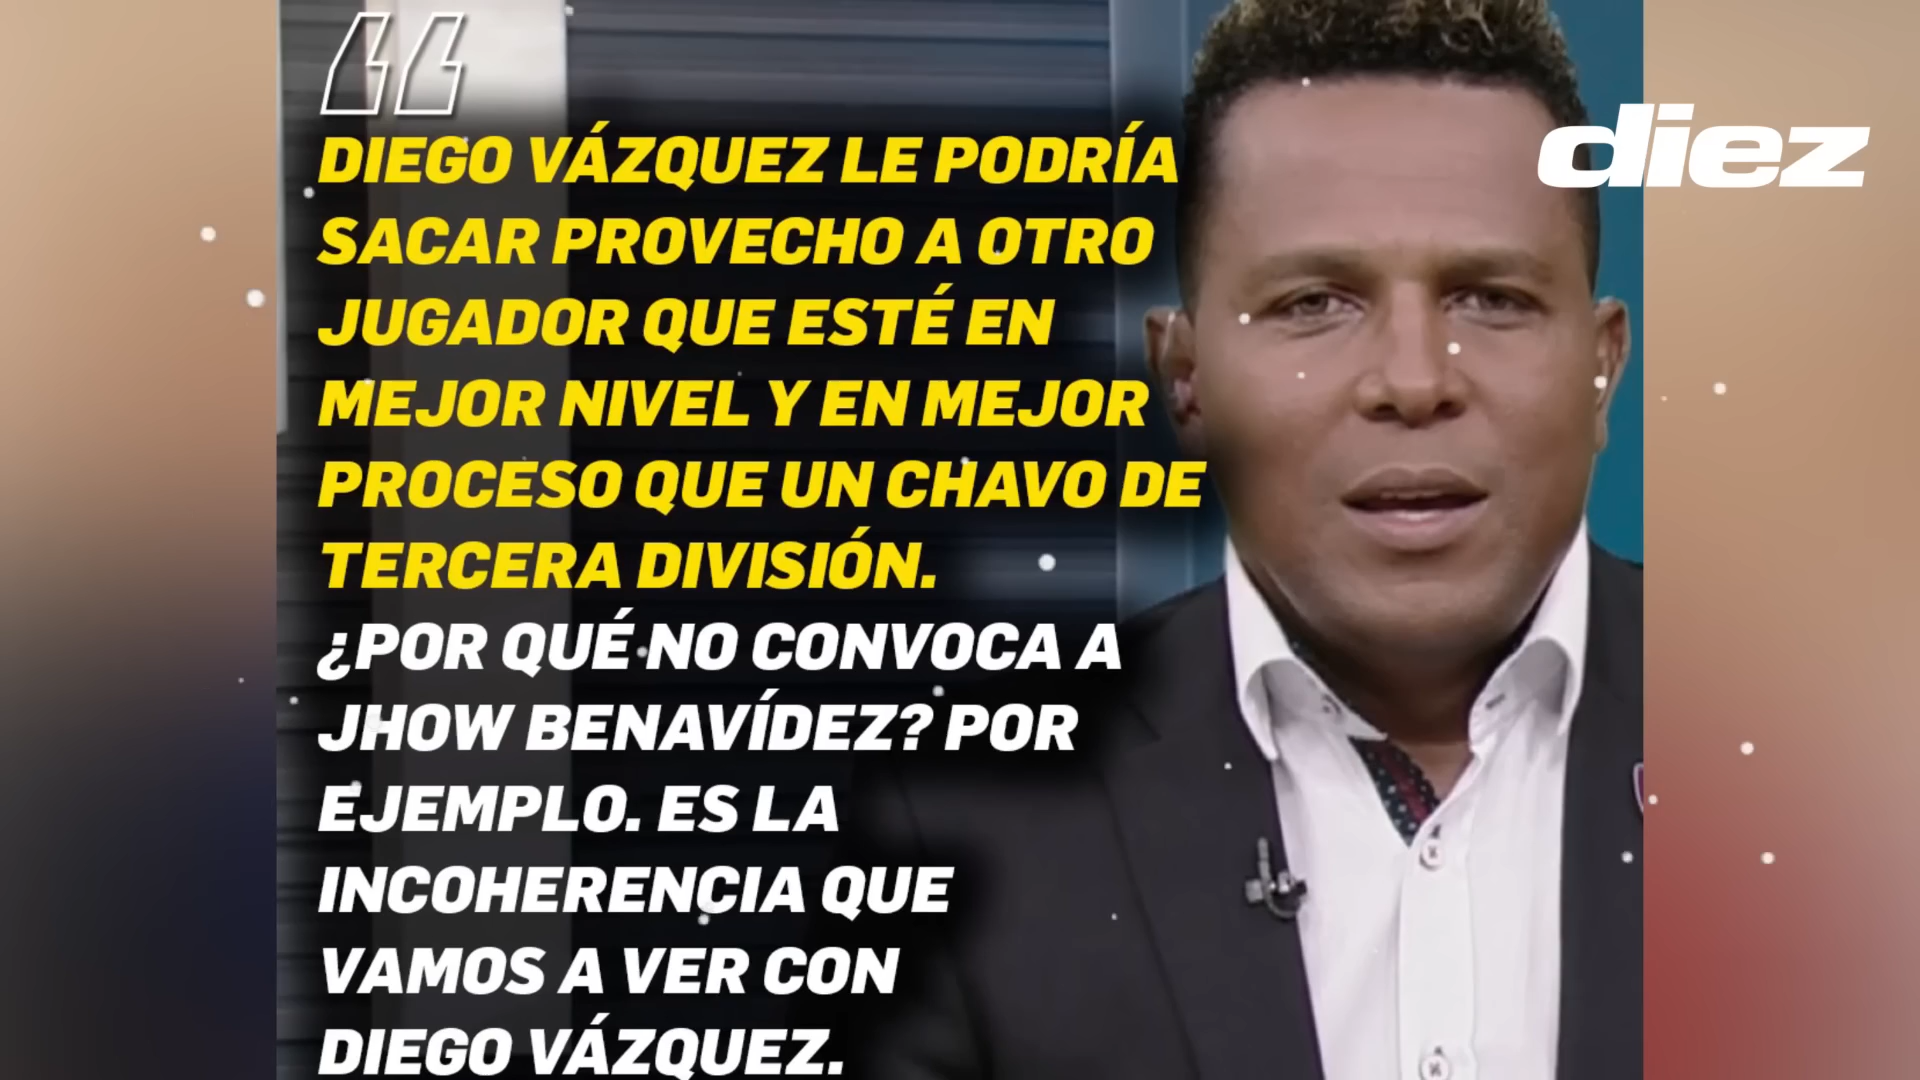 diez
DIEGO VÁZQUEZ LE PODRÍA
SACAR PROVECHO A OTRO
JUGADOR QUE ESTÉ EN
MEJOR NIVEL Y EN MEJOR
PROCESO QUE UN CHAVO DE
TERCERA DIVISIÓN.
¿POR QUÉ NO CONVOCA A
JHOW BENAVÍDEZ? POR
EJEMPLO. ES LA
INCOHERENCIA QUE
VAMOS A VER CON
DIEGO VÁZQUEZ.